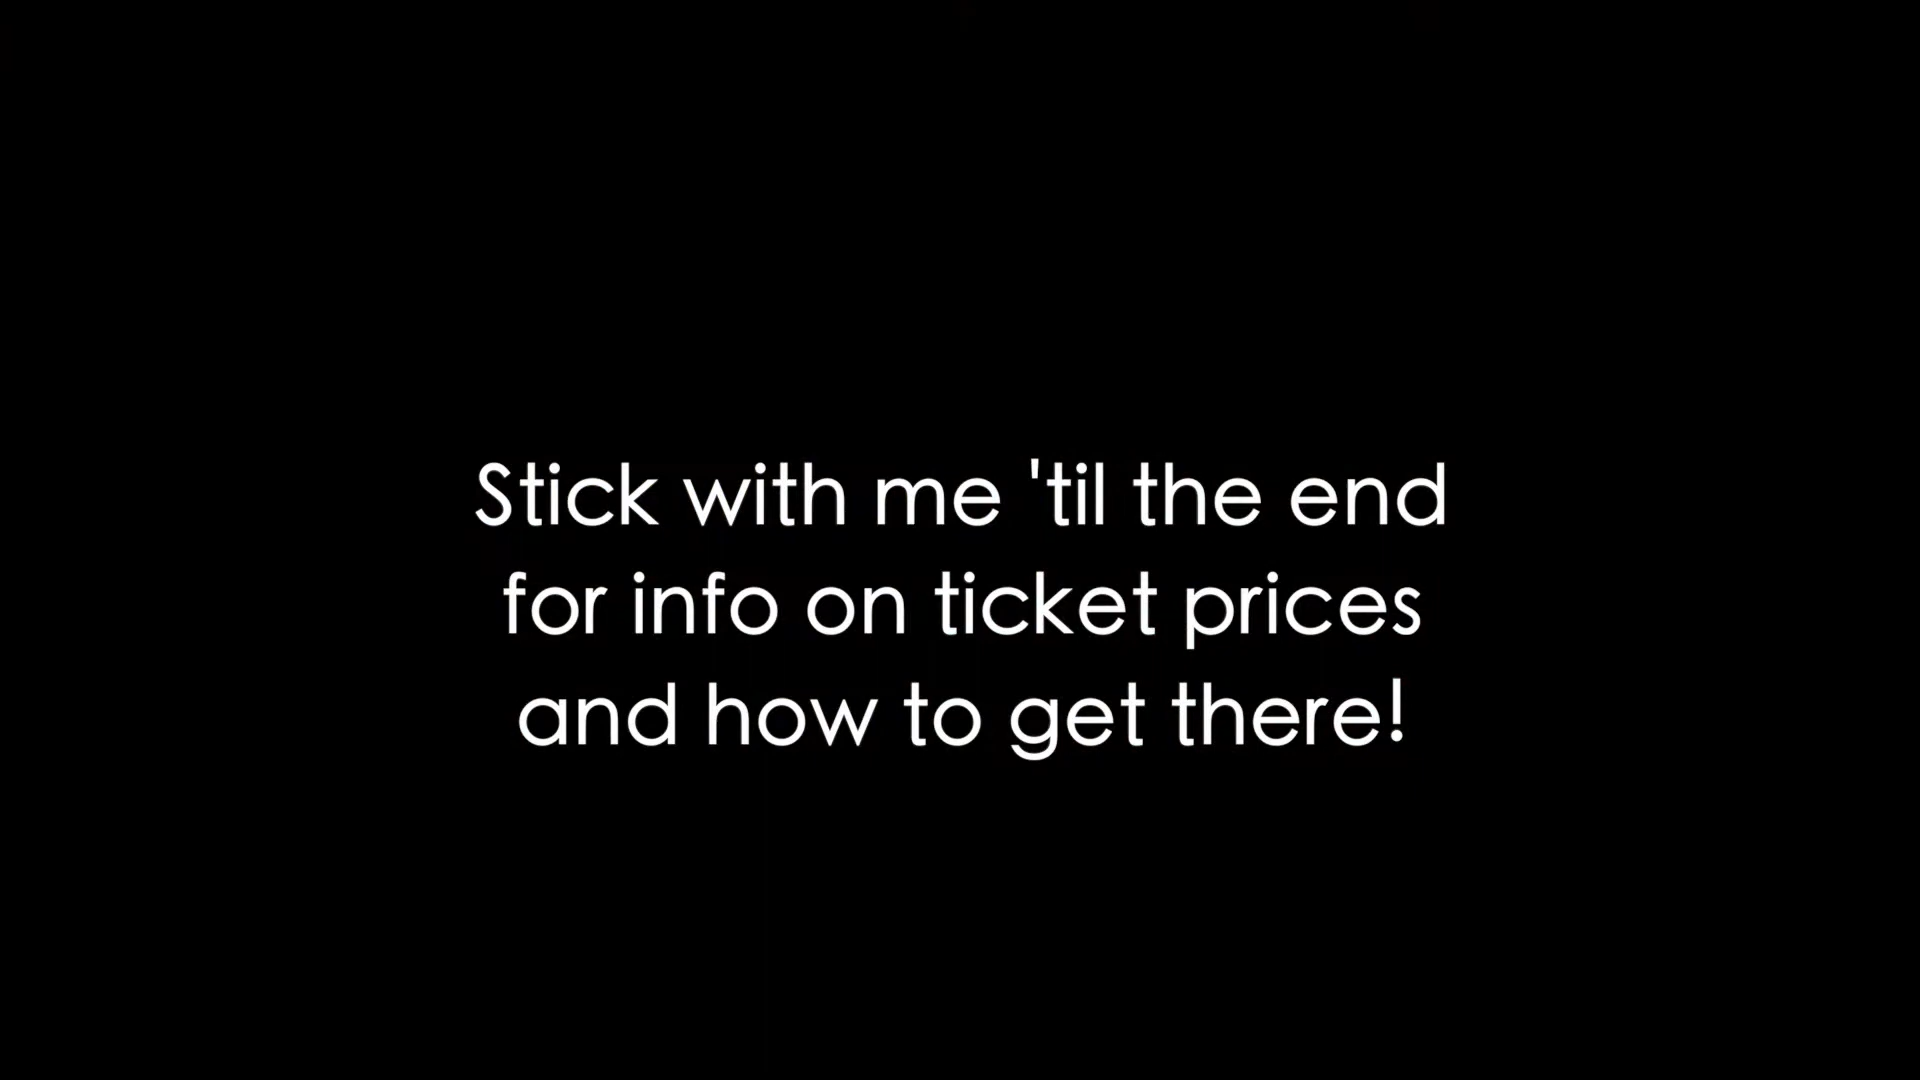 Stick with me 'til the end
for info on ticket prices
and how to get there!